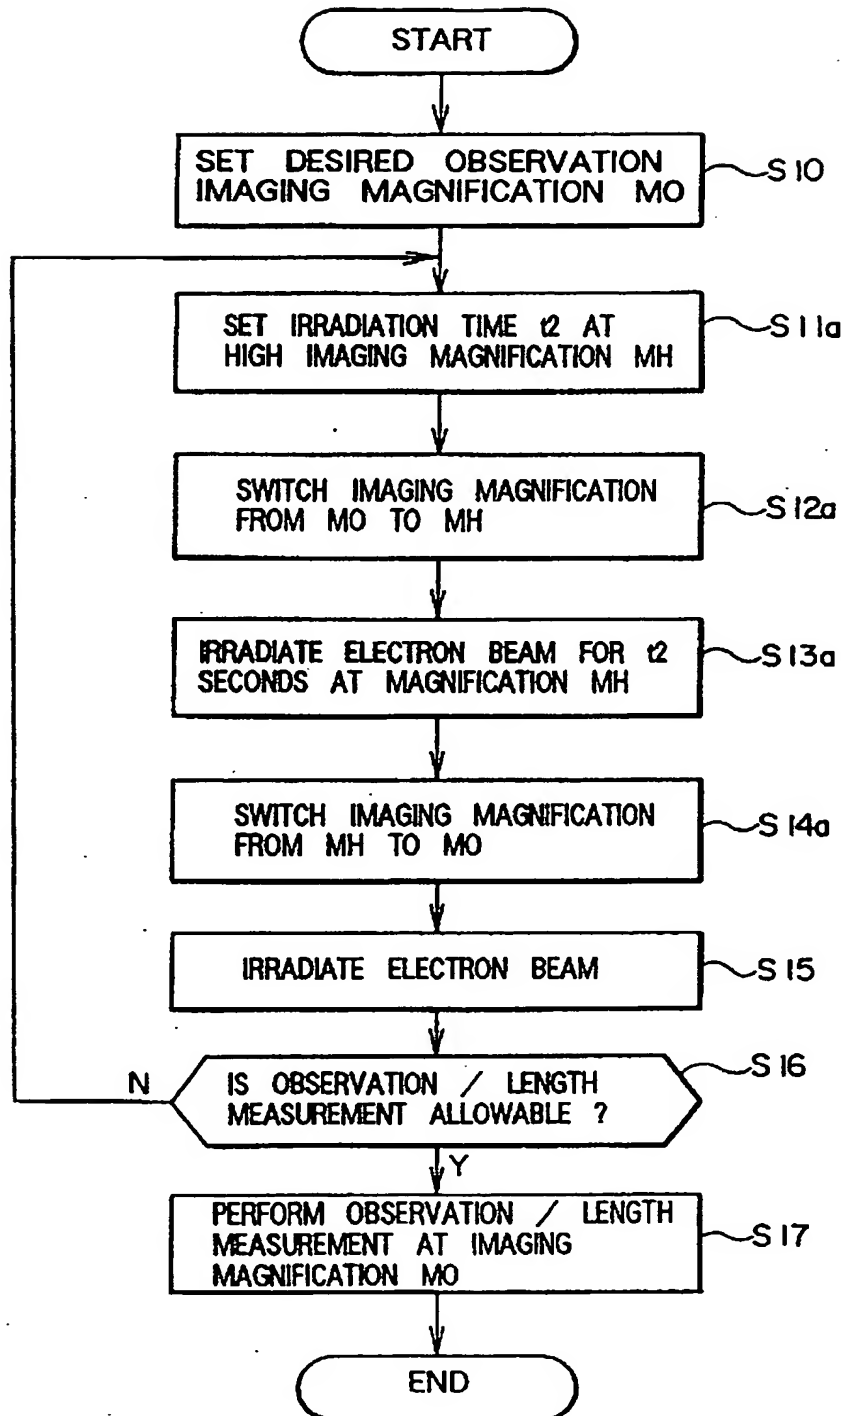 START
SET DESIRED OBSERVATION
IMAGING MAGNIFICATION MO
S10
SET IRRADIATION TIME t2 AT
HIGH IMAGING MAGNIFICATION MH
S11a
SWITCH IMAGING MAGNIFICATION
FROM MO TO MH
S12a
IRRADIATE ELECTRON BEAM FOR t2
SECONDS AT MAGNIFICATION MH
S13a
SWITCH IMAGING MAGNIFICATION
FROM MH TO MO
S14a
IRRADIATE ELECTRON BEAM
S15
N
IS OBSERVATION / LENGTH
MEASUREMENT ALLOWABLE ?
S16
Y
PERFORM OBSERVATION / LENGTH
MEASUREMENT AT IMAGING
MAGNIFICATION MO
S17
END